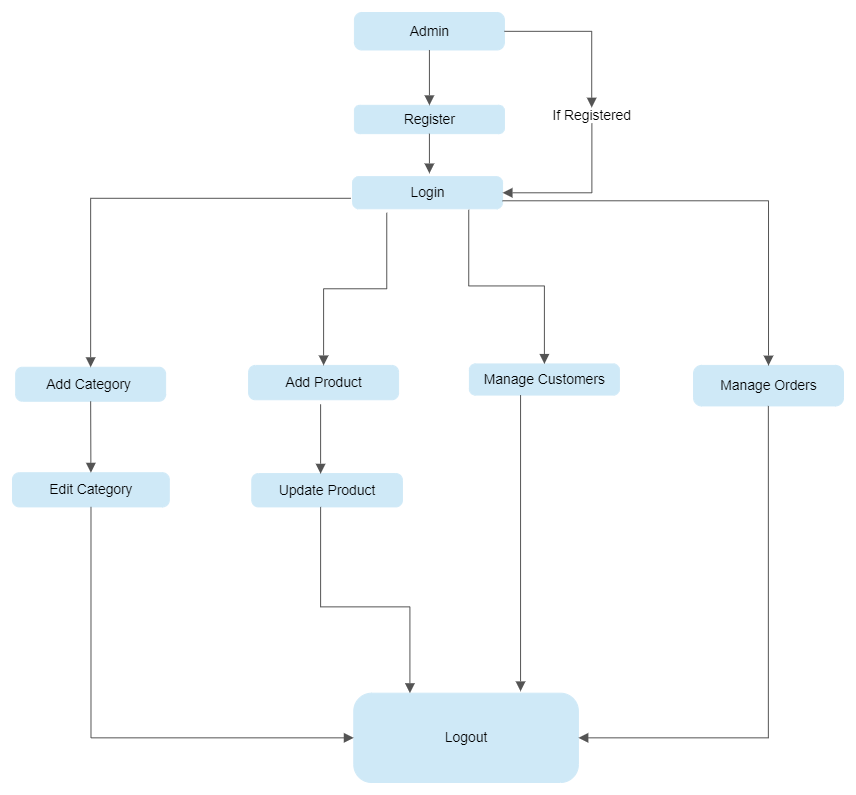 Admin
Register
If Registered
Login
Add Category
Add Product
Manage Customers
Manage Orders
Edit Category
Update Product
Logout